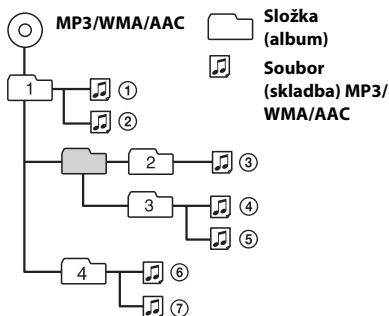 MP3/WMA/AAC
Složka
(album)
Soubor
(skladba) MP3/
WMA/AAC
1
①
②
2
③
3
④
⑤
4
⑥
⑦